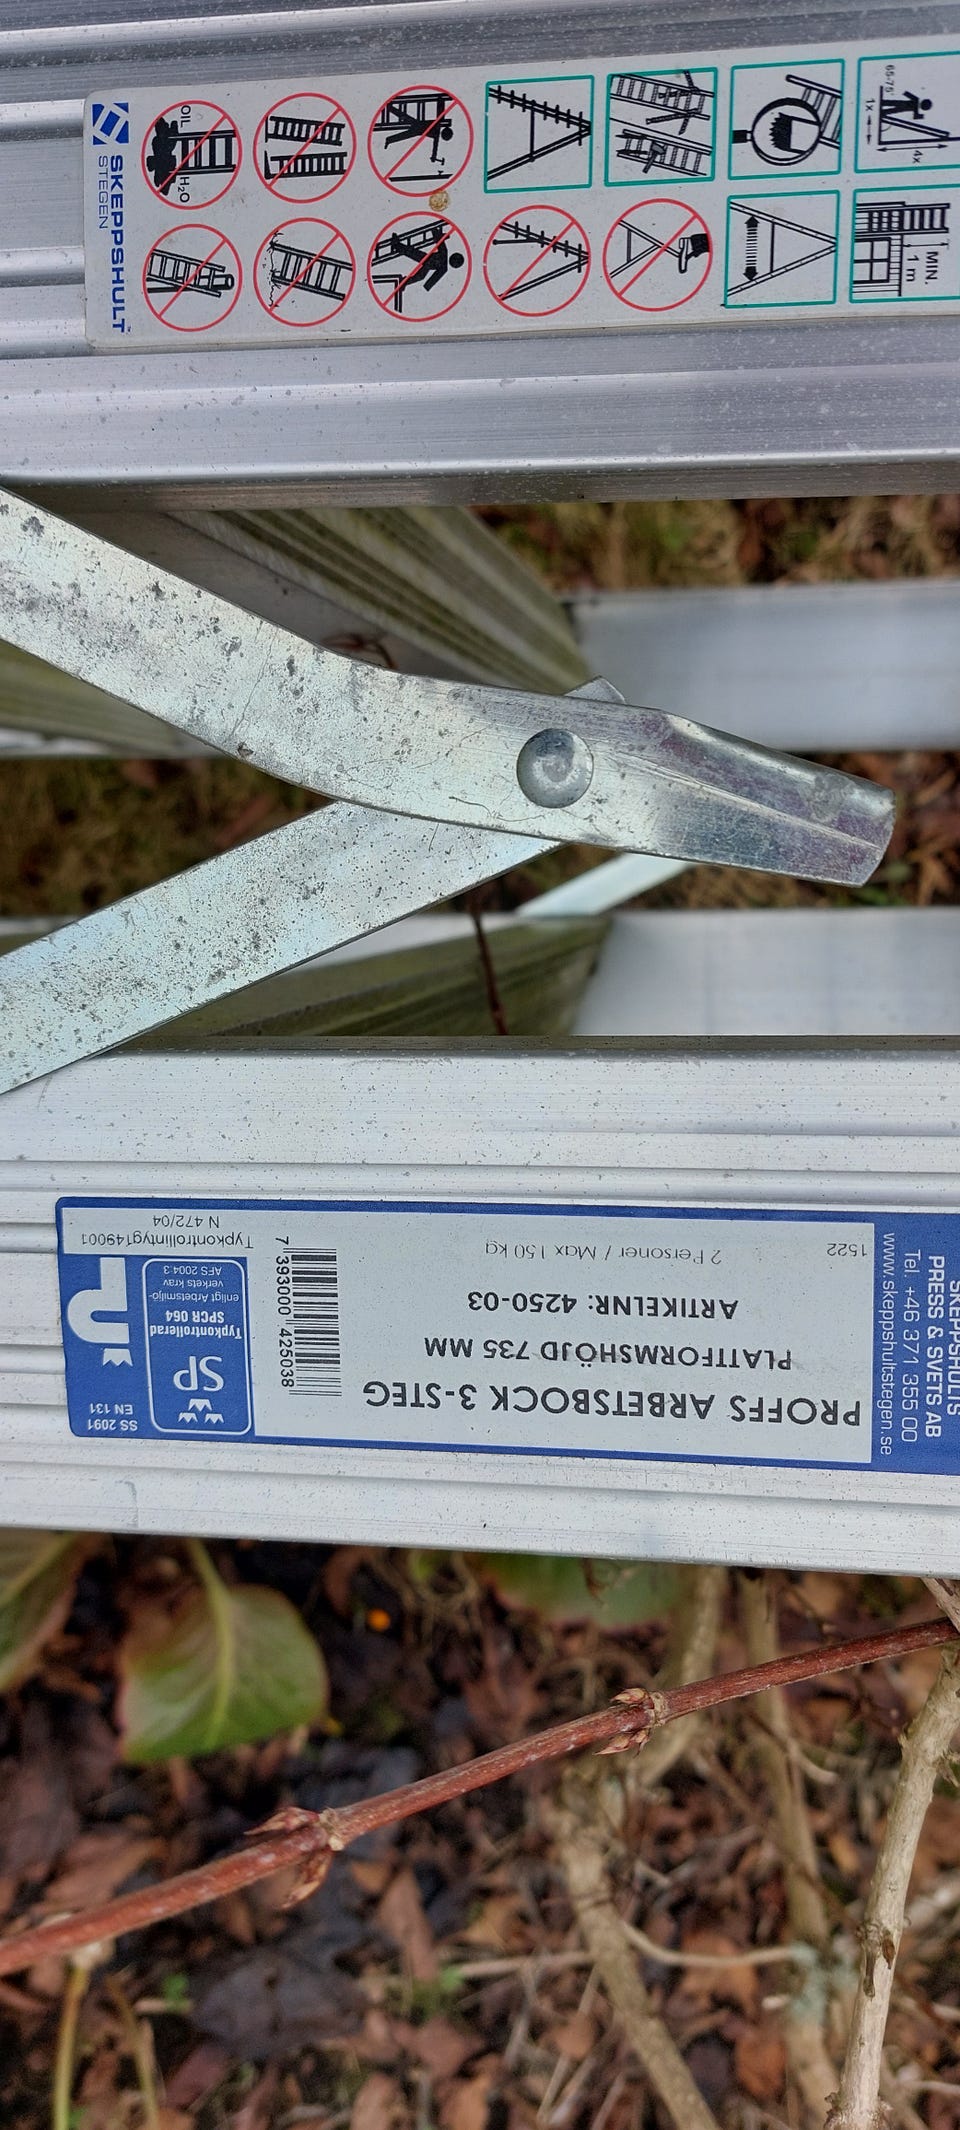 SKEPPSHULT
STEGEN
OIL
H₂O
65-75°
1x
4x
MIN.
1 m
SKEPPSHULTS
PRESS & SVETS AB
Tel. +46 371 355 00
www.skeppshultstegen.se
PROFFS ARBETSBOCK 3-STEG
PLATTFORMSHÖJD 735 MM
ARTIKELNR: 4250-03
1522
2 Personer / Max 150 kg
7 393000 425038
SP
Typkontrollerad
SPCR 064
enligt Arbetsmiljö-
verkets krav
AFS 2004:3
Typkontrollintyg149001
N 472/04
SS 2091
EN 131